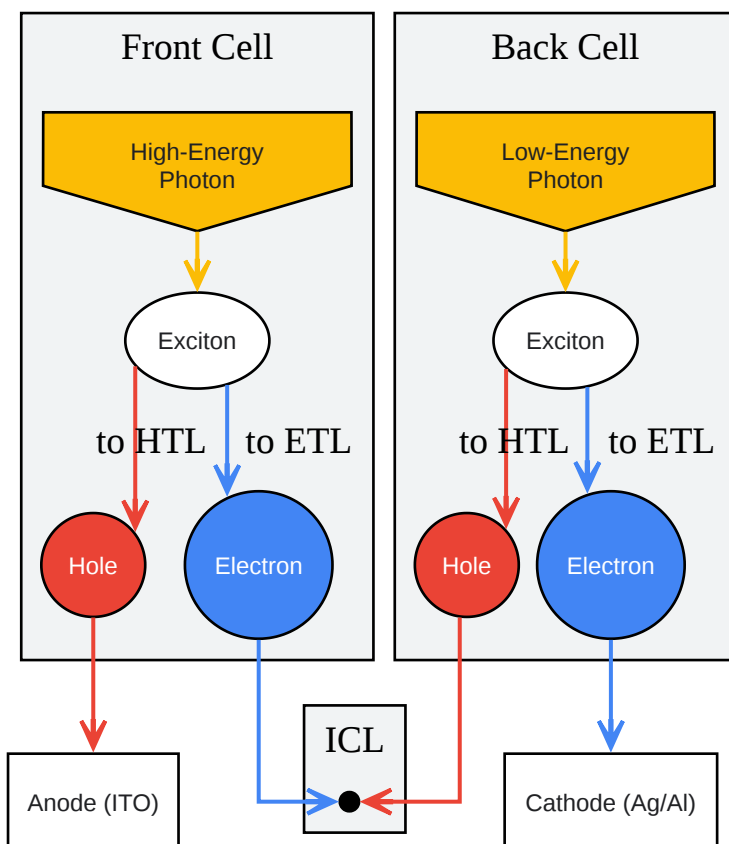 Front Cell
Back Cell
High-Energy
Photon
Low-Energy
Photon
Exciton
Exciton
to HTL
to ETL
to HTL
to ETL
Hole
Electron
Hole
Electron
ICL
Anode (ITO)
Cathode (Ag/Al)